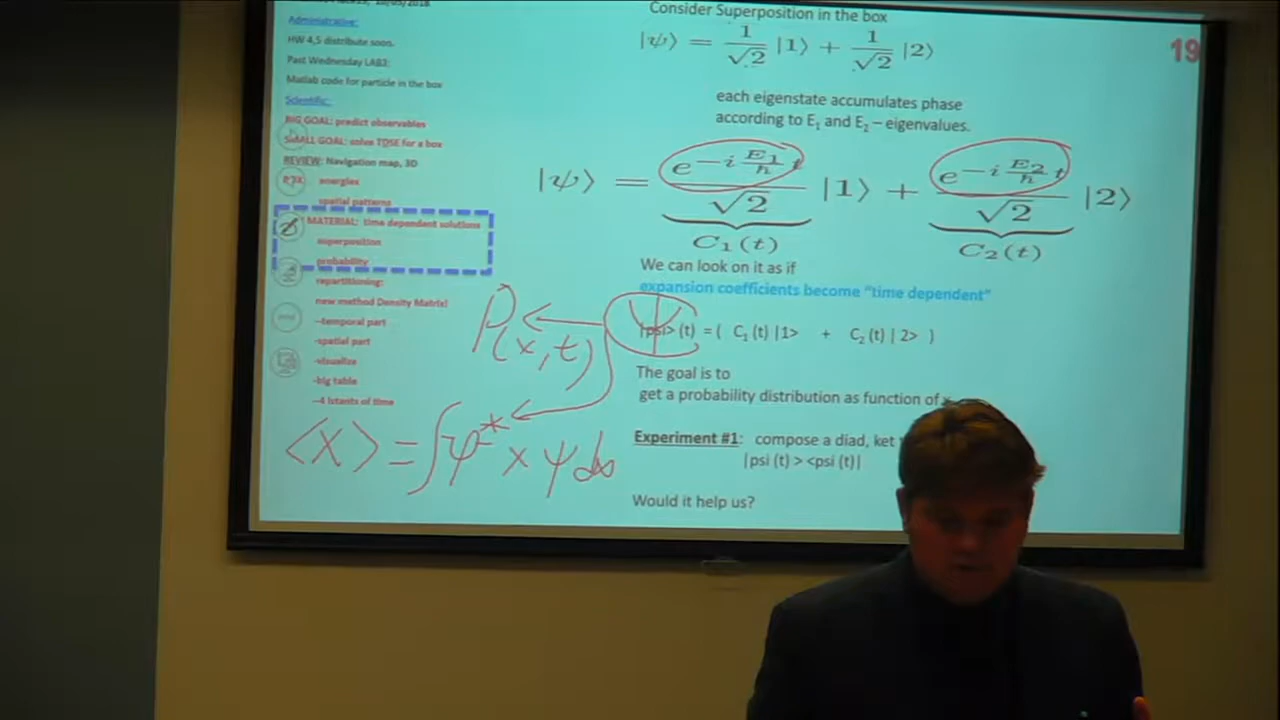 10/05/2018
Administrative:
HW 4,5 distribute soon.
Past Wednesday LAB3:
Matlab code for particle in the box
Scientific:
BIG GOAL: predict observables
SMALL GOAL: solve TDSE for a box
REVIEW: Navigation map, 3D
energies
spatial patterns
MATERIAL: time dependent solutions
superposition
probability
repartitioning:
new method Density Matrix!
--temporal part
-spatial part
-visualize
-big table
--4 istants of time
Consider Superposition in the box
|ψ⟩ = 1/√2 |1⟩ + 1/√2 |2⟩
19
each eigenstate accumulates phase
according to E₁ and E₂ – eigenvalues.
|ψ⟩ = e^{-i E₁/ħ t}/√2 |1⟩ + e^{-i E₂/ħ t}/√2 |2⟩
C₁(t) C₂(t)
We can look on it as if
expansion coefficients become "time dependent"
|psi> (t) = ( C₁ (t) |1> + C₂ (t) | 2> )
ψ
P(x,t)
The goal is to
get a probability distribution as function of
⟨x⟩ = ∫ψ* x ψ dx
Experiment #1: compose a diad, ket
|psi (t) > <psi (t)|
Would it help us?